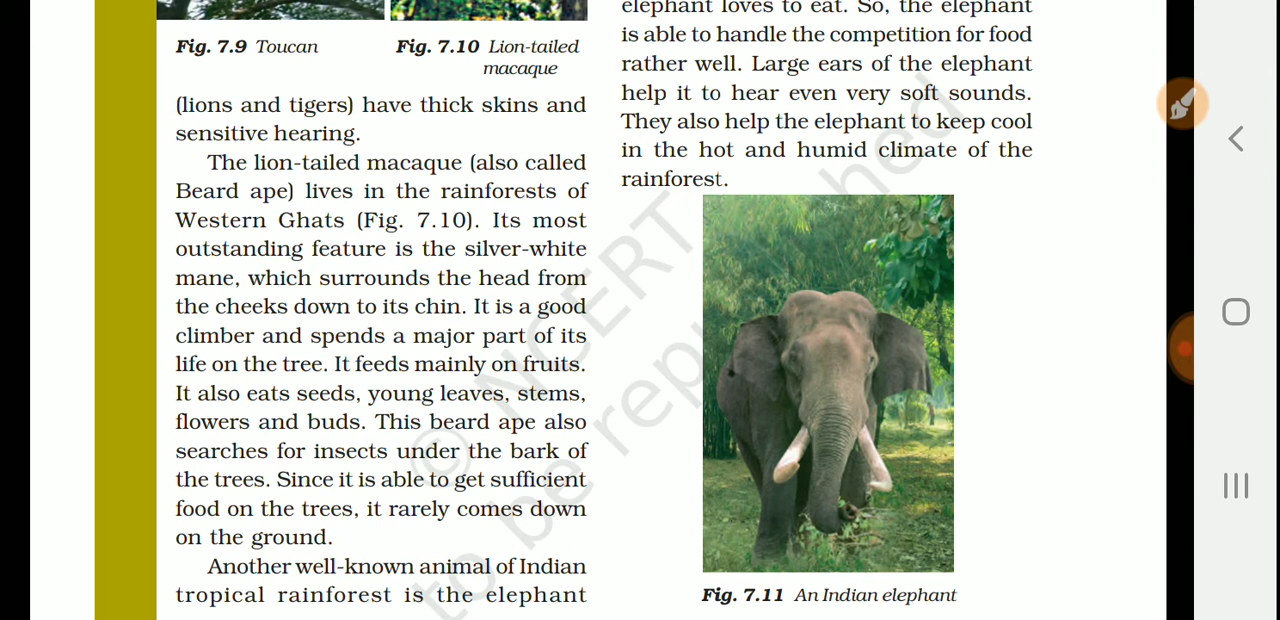 Fig. 7.9 Toucan
Fig. 7.10 Lion-tailed
macaque
(lions and tigers) have thick skins and
sensitive hearing.
The lion-tailed macaque (also called
Beard ape) lives in the rainforests of
Western Ghats (Fig. 7.10). Its most
outstanding feature is the silver-white
mane, which surrounds the head from
the cheeks down to its chin. It is a good
climber and spends a major part of its
life on the tree. It feeds mainly on fruits.
It also eats seeds, young leaves, stems,
flowers and buds. This beard ape also
searches for insects under the bark of
the trees. Since it is able to get sufficient
food on the trees, it rarely comes down
on the ground.
Another well-known animal of Indian
tropical rainforest is the elephant
elephant loves to eat. So, the elephant
is able to handle the competition for food
rather well. Large ears of the elephant
help it to hear even very soft sounds.
They also help the elephant to keep cool
in the hot and humid climate of the
rainforest.
Fig. 7.11 An Indian elephant
© NCERT
to be repu shed